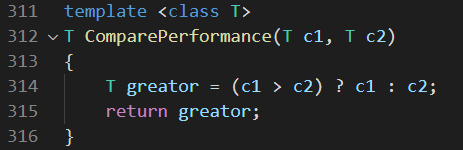 311 template <class T>
312 T ComparePerformance(T c1, T c2)
313 {
314 T greator = (c1 > c2) ? c1 : c2;
315 return greator;
316 }